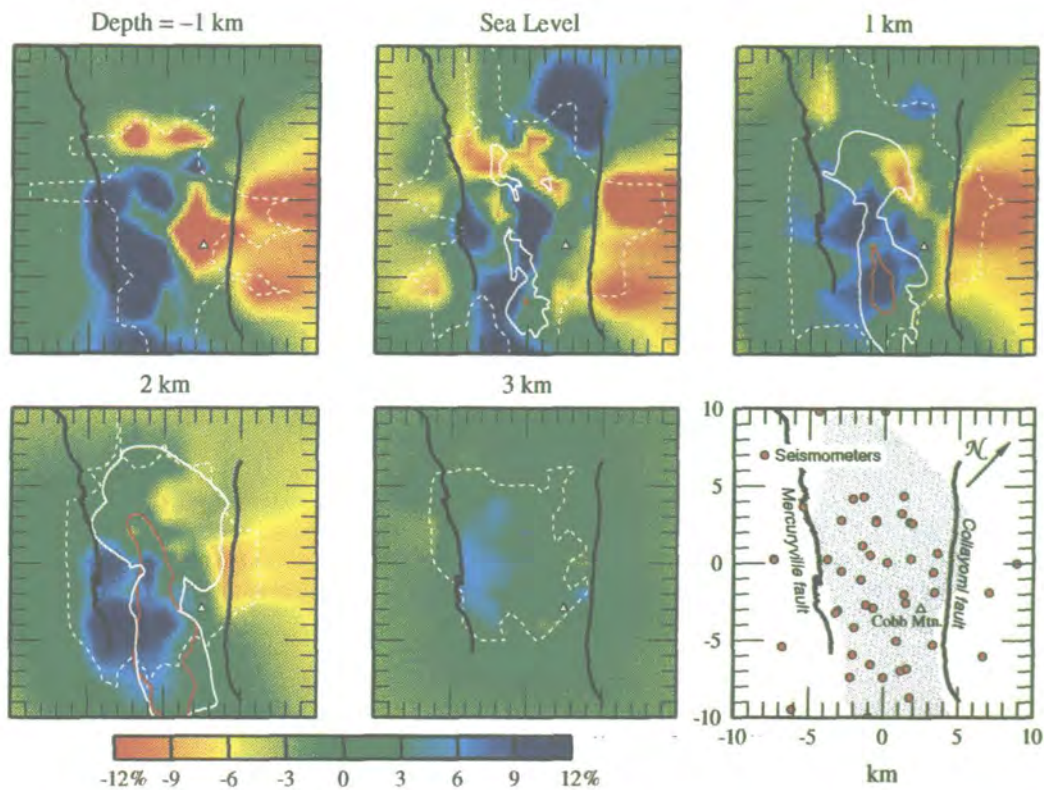 Depth = −1 km
Sea Level
1 km
2 km
3 km
10
5
0
-5
-10
-10 -5 0 5 10
km
Seismometers
Mercuryville fault
Collayomi fault
Cobb Mtn.
N
-12% -9 -6 -3 0 3 6 9 12%